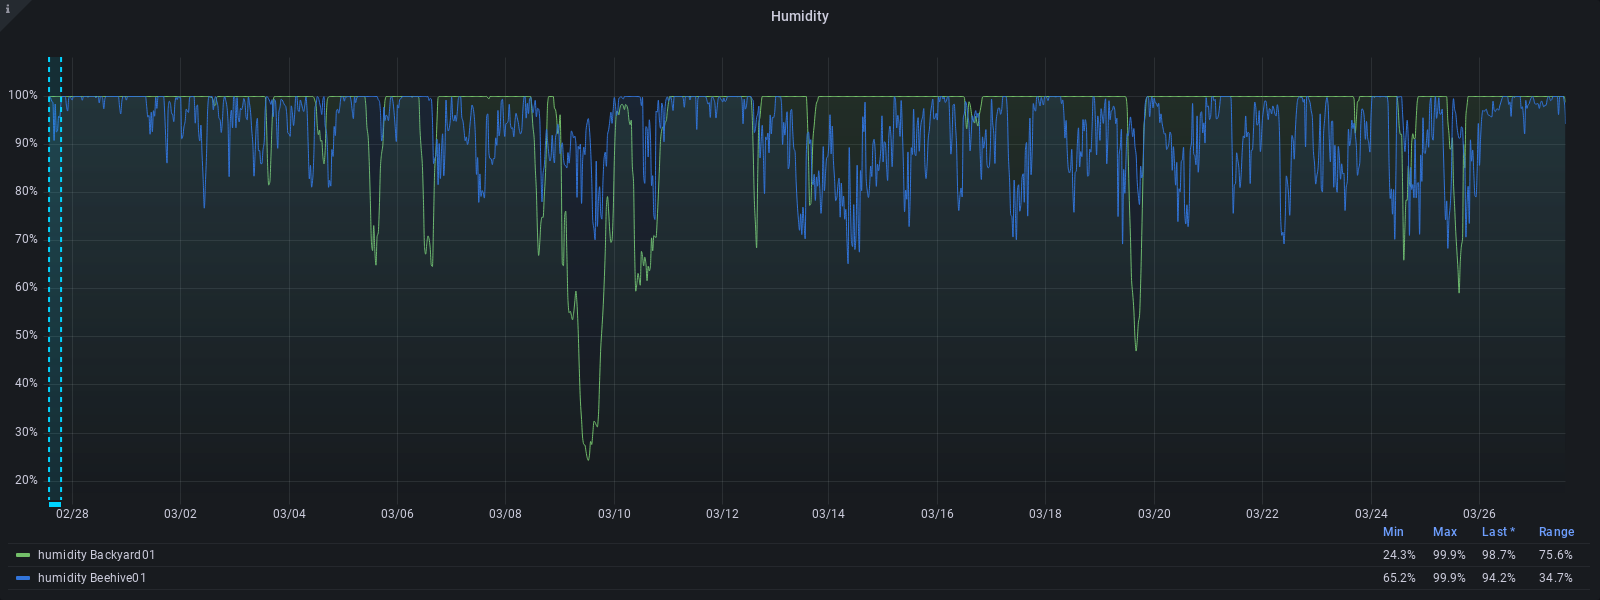 i
Humidity
100%
90%
80%
70%
60%
50%
40%
30%
20%
02/28 03/02 03/04 03/06 03/08 03/10 03/12 03/14 03/16 03/18 03/20 03/22 03/24 03/26
Min Max Last * Range
humidity Backyard01 24.3% 99.9% 98.7% 75.6%
humidity Beehive01 65.2% 99.9% 94.2% 34.7%